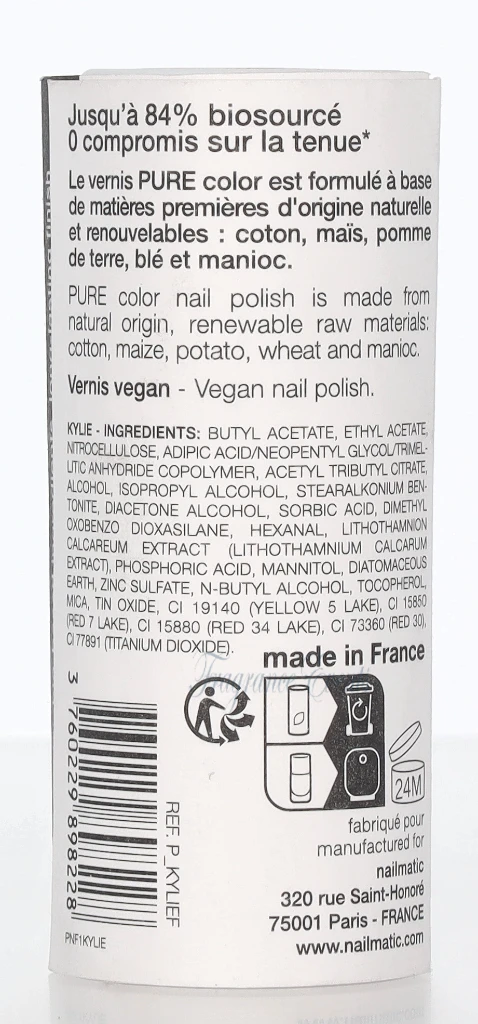 Jusqu'à 84% biosourcé
0 compromis sur la tenue*
Le vernis PURE color est formulé à base
de matières premières d'origine naturelle
et renouvelables : coton, maïs, pomme
de terre, blé et manioc.
PURE color nail polish is made from
natural origin, renewable raw materials:
cotton, maize, potato, wheat and manioc.
Vernis vegan - Vegan nail polish.
KYLIE - INGREDIENTS: BUTYL ACETATE, ETHYL ACETATE,
NITROCELLULOSE, ADIPIC ACID/NEOPENTYL GLYCOL/TRIMEL-
LITIC ANHYDRIDE COPOLYMER, ACETYL TRIBUTYL CITRATE,
ALCOHOL, ISOPROPYL ALCOHOL, STEARALKONIUM BEN-
TONITE, DIACETONE ALCOHOL, SORBIC ACID, DIMETHYL
OXOBENZO DIOXASILANE, HEXANAL, LITHOTHAMNION
CALCAREUM EXTRACT (LITHOTHAMNIUM CALCARUM
EXTRACT), PHOSPHORIC ACID, MANNITOL, DIATOMACEOUS
EARTH, ZINC SULFATE, N-BUTYL ALCOHOL, TOCOPHEROL,
MICA, TIN OXIDE, CI 19140 (YELLOW 5 LAKE), CI 15850
(RED 7 LAKE), CI 15880 (RED 34 LAKE), CI 73360 (RED 30),
CI 77891 (TITANIUM DIOXIDE).
made in France
24M
3 760229 898228
REF. P_KYLIEF
PNF1KYLIE
fabriqué pour
manufactured for
nailmatic
320 rue Saint-Honoré
75001 Paris - FRANCE
www.nailmatic.com